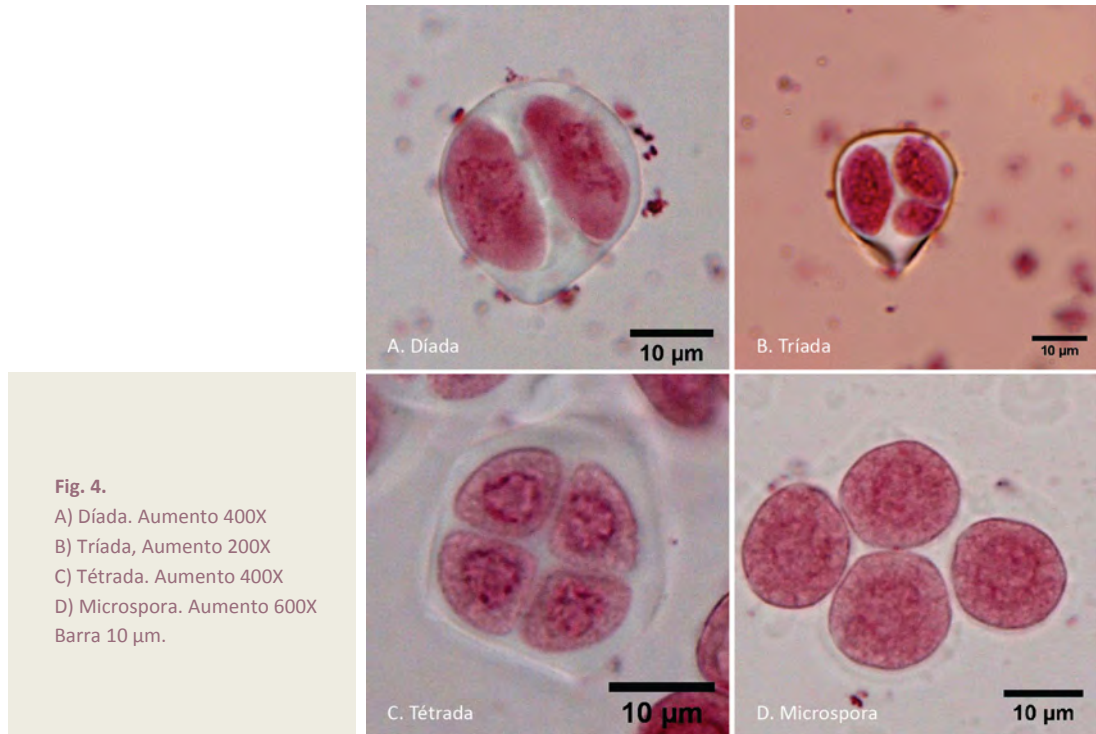 10 µm
A. Díada
10 µm
B. Tríada
Fig. 4.
A) Díada. Aumento 400X
B) Tríada, Aumento 200X
C) Tétrada. Aumento 400X
D) Microspora. Aumento 600X
Barra 10 µm.
10 µm
C. Tétrada
10 µm
D. Microspora